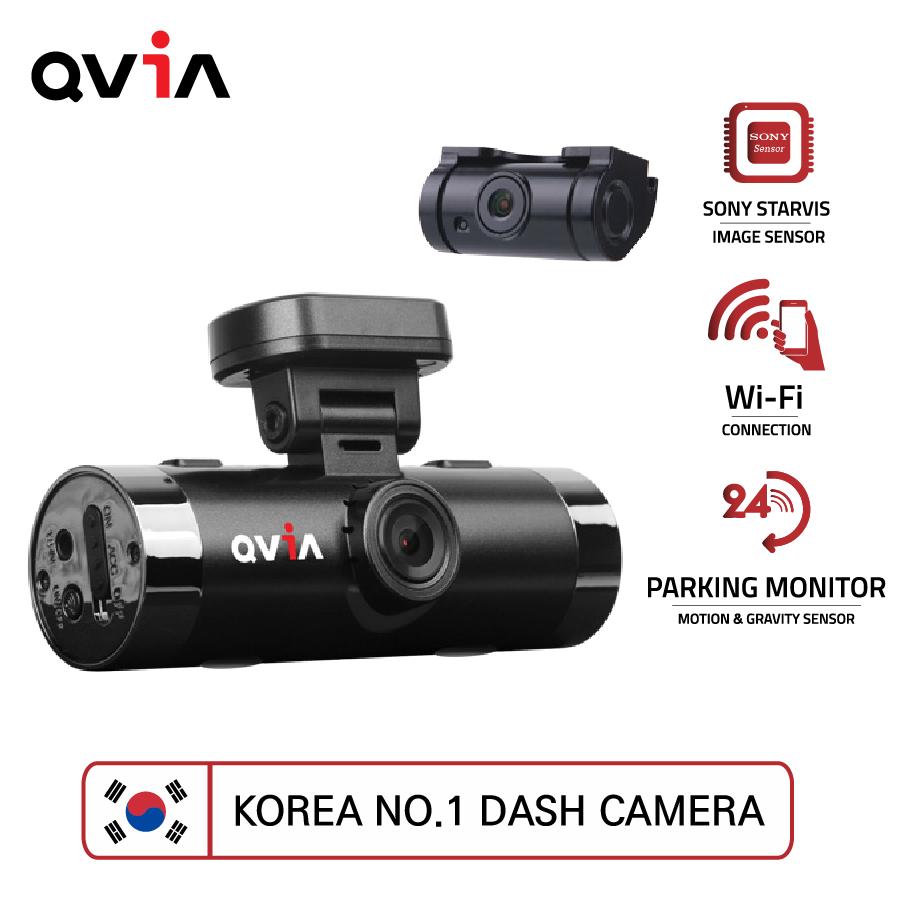 QViA
SONY
Sensor
SONY STARVIS
IMAGE SENSOR
Wi-Fi
CONNECTION
24
PARKING MONITOR
MOTION & GRAVITY SENSOR
QViA
KOREA NO.1 DASH CAMERA